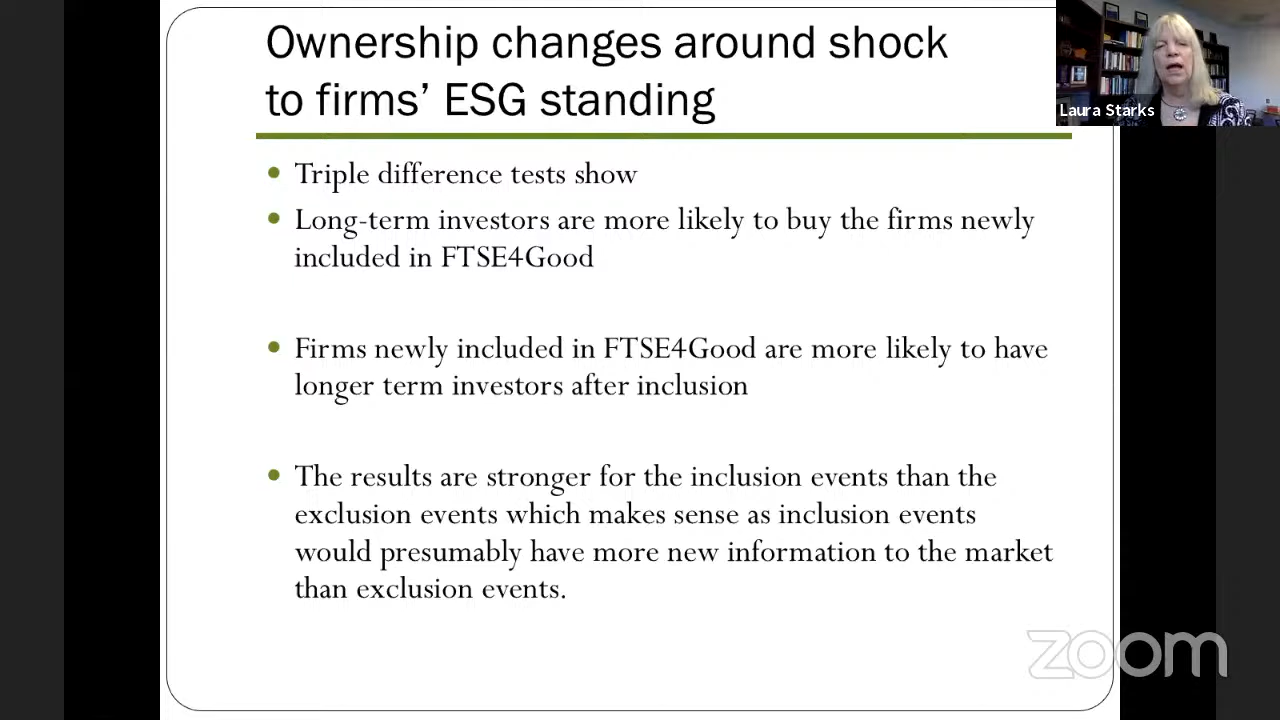 Ownership changes around shock
to firms’ ESG standing
Laura Starks
• Triple difference tests show
• Long-term investors are more likely to buy the firms newly
included in FTSE4Good
• Firms newly included in FTSE4Good are more likely to have
longer term investors after inclusion
• The results are stronger for the inclusion events than the
exclusion events which makes sense as inclusion events
would presumably have more new information to the market
than exclusion events.
zoom